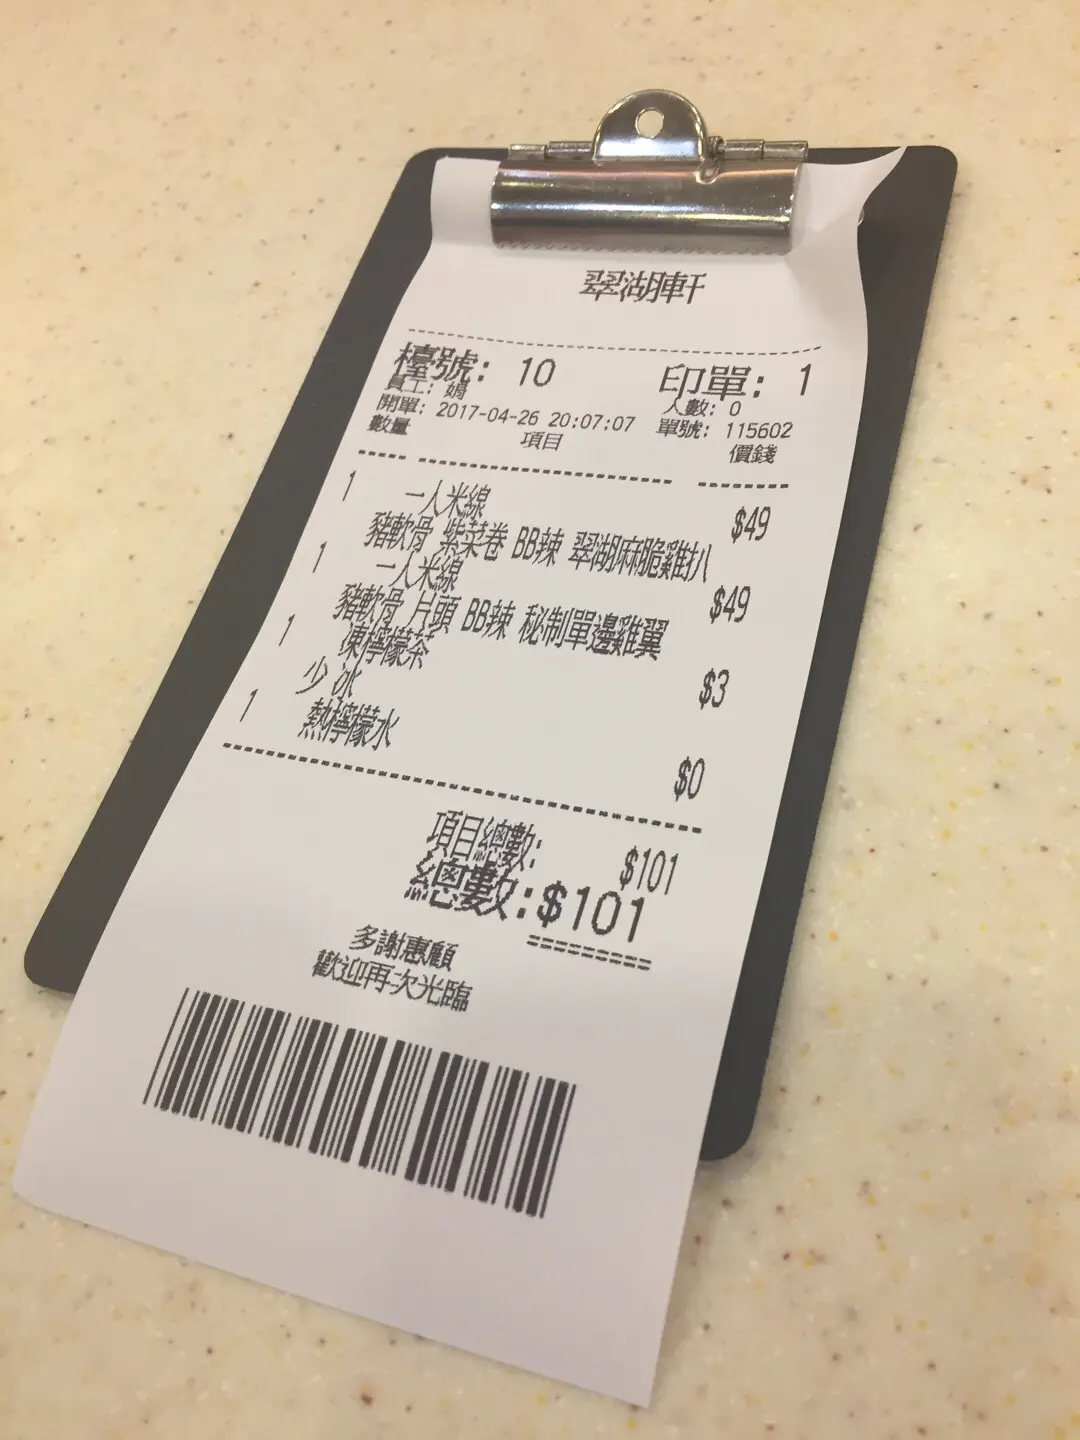 翠湖軒
檯號: 10 印單: 1
員工: 娟 人數: 0
開單: 2017-04-26 20:07:07 單號: 115602
數量 項目 價錢
1 一人米線 $49
豬軟骨 紫菜卷 BB辣 翠湖麻脆雞扒
1 一人米線 $49
豬軟骨 片頭 BB辣 秘制單邊雞翼
1 凍檸檬茶 $3
少冰
1 熱檸檬水 $0
項目總數: $101
總數:$101
多謝惠顧
歡迎再次光臨